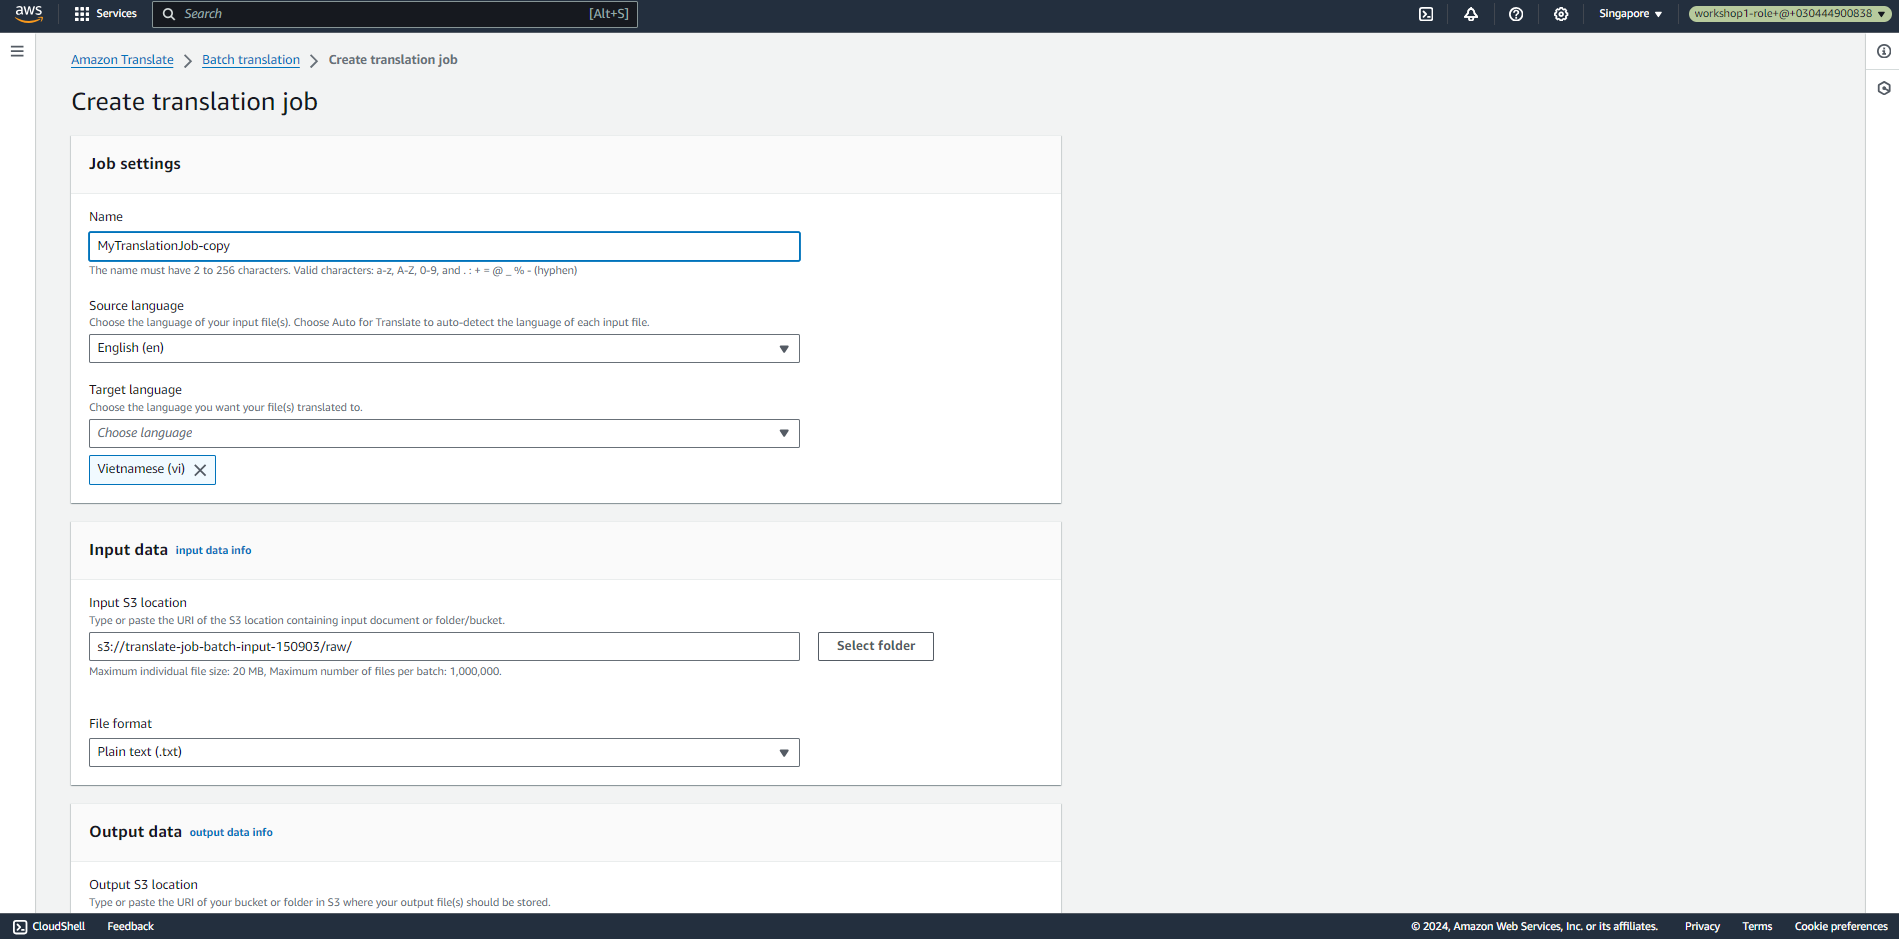 aws
Services
Search [Alt+S]
Singapore
workshop1-role+@+030444900838
Amazon Translate > Batch translation > Create translation job
Create translation job
Job settings
Name
MyTranslationJob-copy
The name must have 2 to 256 characters. Valid characters: a-z, A-Z, 0-9, and . : + = @ _ % - (hyphen)
Source language
Choose the language of your input file(s). Choose Auto for Translate to auto-detect the language of each input file.
English (en)
Target language
Choose the language you want your file(s) translated to.
Choose language
Vietnamese (vi)
Input data input data info
Input S3 location
Type or paste the URI of the S3 location containing input document or folder/bucket.
s3://translate-job-batch-input-150903/raw/
Select folder
Maximum individual file size: 20 MB, Maximum number of files per batch: 1,000,000.
File format
Plain text (.txt)
Output data output data info
Output S3 location
Type or paste the URI of your bucket or folder in S3 where your output file(s) should be stored.
CloudShell Feedback
© 2024, Amazon Web Services, Inc. or its affiliates. Privacy Terms Cookie preferences